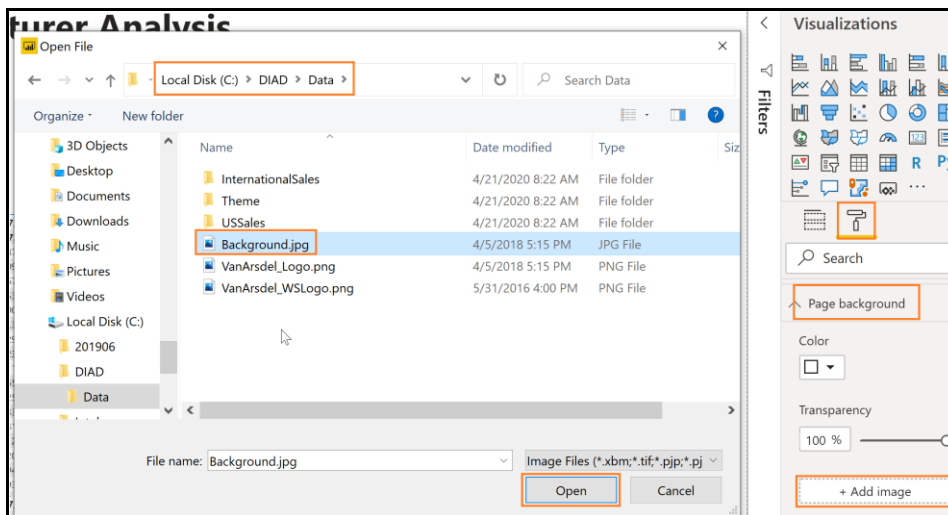 turer Analysis
Open File
Local Disk (C:) > DIAD > Data >
Search Data
Organize
New folder
Name
Date modified
Type
Siz
3D Objects
Desktop
Documents
Downloads
Music
Pictures
Videos
Local Disk (C:)
201906
DIAD
Data
InternationalSales 4/21/2020 8:22 AM File folder
Theme 4/21/2020 8:22 AM File folder
USSales 4/21/2020 8:22 AM File folder
Background.jpg 4/5/2018 5:15 PM JPG File
VanArsdel_Logo.png 4/5/2018 5:15 PM PNG File
VanArsdel_WSLogo.png 5/31/2016 4:00 PM PNG File
File name: Background.jpg
Image Files (*.xbm;*.tif;*.pjp;*.pj
Open
Cancel
Filters
Visualizations
123
R
Py
Search
Page background
Color
Transparency
100 %
+ Add image